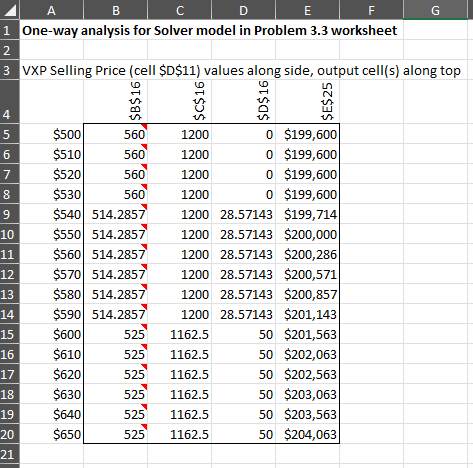 A B C D E F G
1 One-way analysis for Solver model in Problem 3.3 worksheet
2
3 VXP Selling Price (cell $D$11) values along side, output cell(s) along top
4 $B$16 $C$16 $D$16 $E$25
5 $500 560 1200 0 $199,600
6 $510 560 1200 0 $199,600
7 $520 560 1200 0 $199,600
8 $530 560 1200 0 $199,600
9 $540 514.2857 1200 28.57143 $199,714
10 $550 514.2857 1200 28.57143 $200,000
11 $560 514.2857 1200 28.57143 $200,286
12 $570 514.2857 1200 28.57143 $200,571
13 $580 514.2857 1200 28.57143 $200,857
14 $590 514.2857 1200 28.57143 $201,143
15 $600 525 1162.5 50 $201,563
16 $610 525 1162.5 50 $202,063
17 $620 525 1162.5 50 $202,563
18 $630 525 1162.5 50 $203,063
19 $640 525 1162.5 50 $203,563
20 $650 525 1162.5 50 $204,063
21